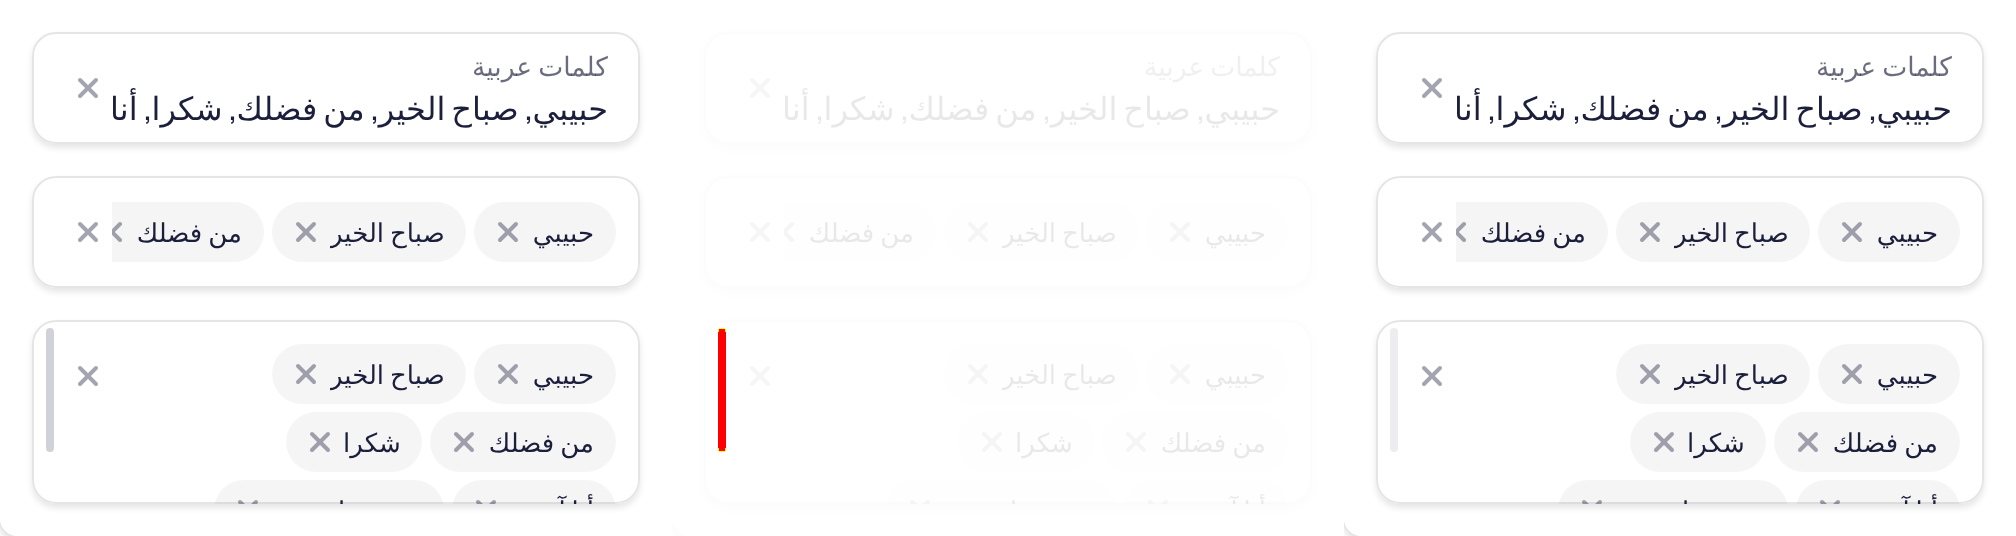 كلمات عربية
حبيبي, صباح الخير, من فضلك, شكرا, أنا
حبيبي صباح الخير من فضلك
حبيبي صباح الخير
من فضلك شكرا
كلمات عربية
حبيبي, صباح الخير, من فضلك, شكرا, أنا
حبيبي صباح الخير من فضلك
حبيبي صباح الخير
من فضلك شكرا
كلمات عربية
حبيبي, صباح الخير, من فضلك, شكرا, أنا
حبيبي صباح الخير من فضلك
حبيبي صباح الخير
من فضلك شكرا